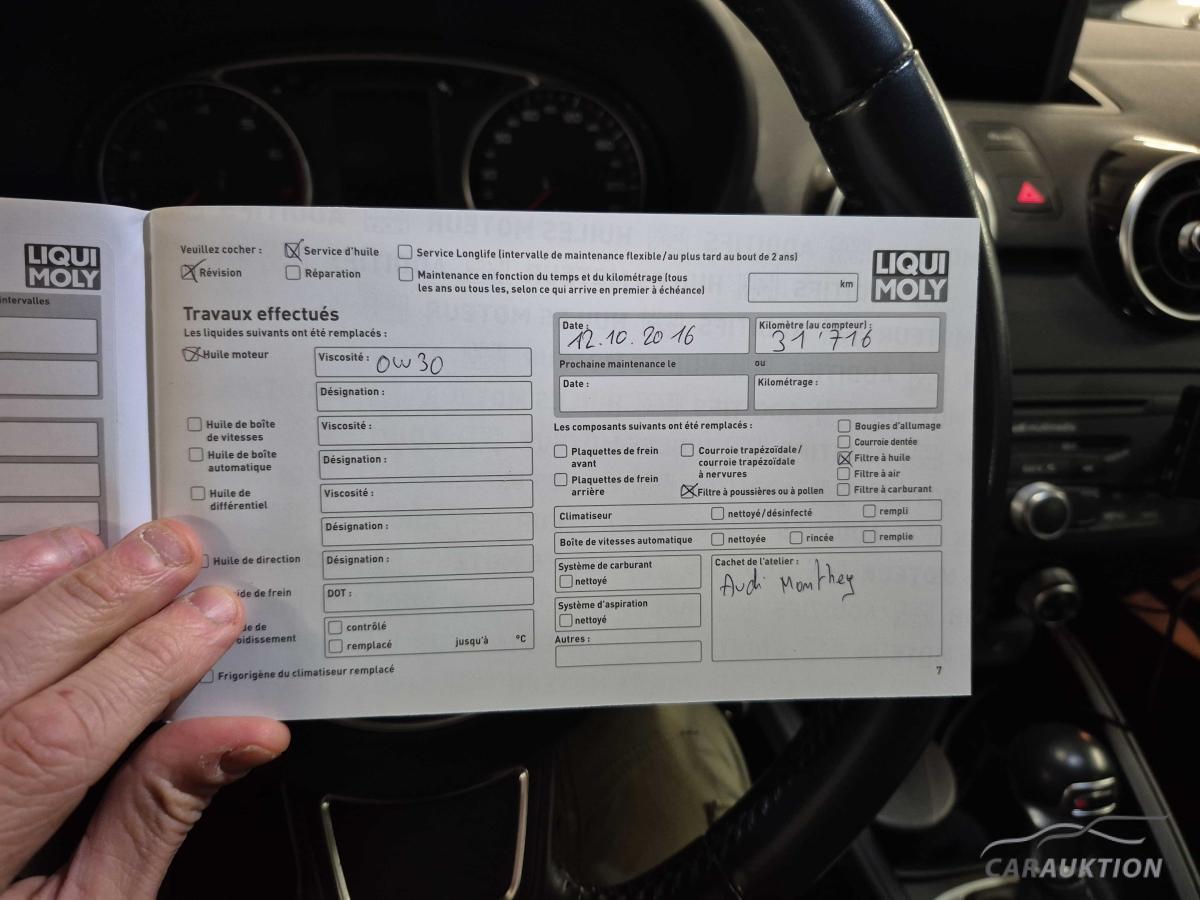 LIQUI
MOLY
intervalles
Veuillez cocher :
Service d'huile
Service Longlife (intervalle de maintenance flexible/au plus tard au bout de 2 ans)
Révision
Réparation
Maintenance en fonction du temps et du kilométrage (tous
les ans ou tous les, selon ce qui arrive en premier à échéance)
km
LIQUI
MOLY
Travaux effectués
Les liquides suivants ont été remplacés :
Huile moteur
Viscosité : 0w30
Désignation :
Huile de boîte
de vitesses
Viscosité :
Huile de boîte
automatique
Désignation :
Huile de
différentiel
Viscosité :
Désignation :
Huile de direction
Désignation :
ide de frein
DOT :
de de
oidissement
contrôlé
remplacé
jusqu'à
°C
Frigorigène du climatiseur remplacé
Date : 12.10.2016
Kilomètre (au compteur) : 31'716
Prochaine maintenance le
ou
Date :
Kilométrage :
Les composants suivants ont été remplacés :
Plaquettes de frein
avant
Plaquettes de frein
arrière
Courroie trapézoïdale/
courroie trapézoïdale
à nervures
Filtre à poussières ou à pollen
Bougies d'allumage
Courroie dentée
Filtre à huile
Filtre à air
Filtre à carburant
Climatiseur
nettoyé/désinfecté
rempli
Boîte de vitesses automatique
nettoyée
rincée
remplie
Système de carburant
nettoyé
Système d'aspiration
nettoyé
Autres :
Cachet de l'atelier :
Audi Monthey
7
CARAUKTION